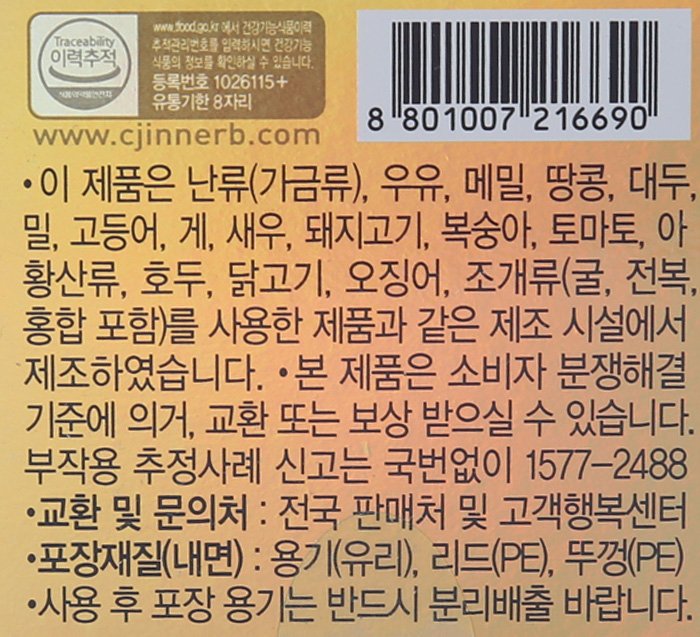 Traceability
이력추적
식품의약품안전처
www.tfood.go.kr 에서 건강기능식품이력
추적관리번호를 입력하시면 건강기능
식품의 정보를 확인하실 수 있습니다.
등록번호 1026115+
유통기한 8자리
8 801007 216690
www.cjinnerb.com
•이 제품은 난류(가금류), 우유, 메밀, 땅콩, 대두,
밀, 고등어, 게, 새우, 돼지고기, 복숭아, 토마토, 아
황산류, 호두, 닭고기, 오징어, 조개류(굴, 전복,
홍합 포함)를 사용한 제품과 같은 제조 시설에서
제조하였습니다. •본 제품은 소비자 분쟁해결
기준에 의거, 교환 또는 보상 받으실 수 있습니다.
부작용 추정사례 신고는 국번없이 1577-2488
•교환 및 문의처 : 전국 판매처 및 고객행복센터
•포장재질(내면) : 용기(유리), 리드(PE), 뚜껑(PE)
•사용 후 포장 용기는 반드시 분리배출 바랍니다.